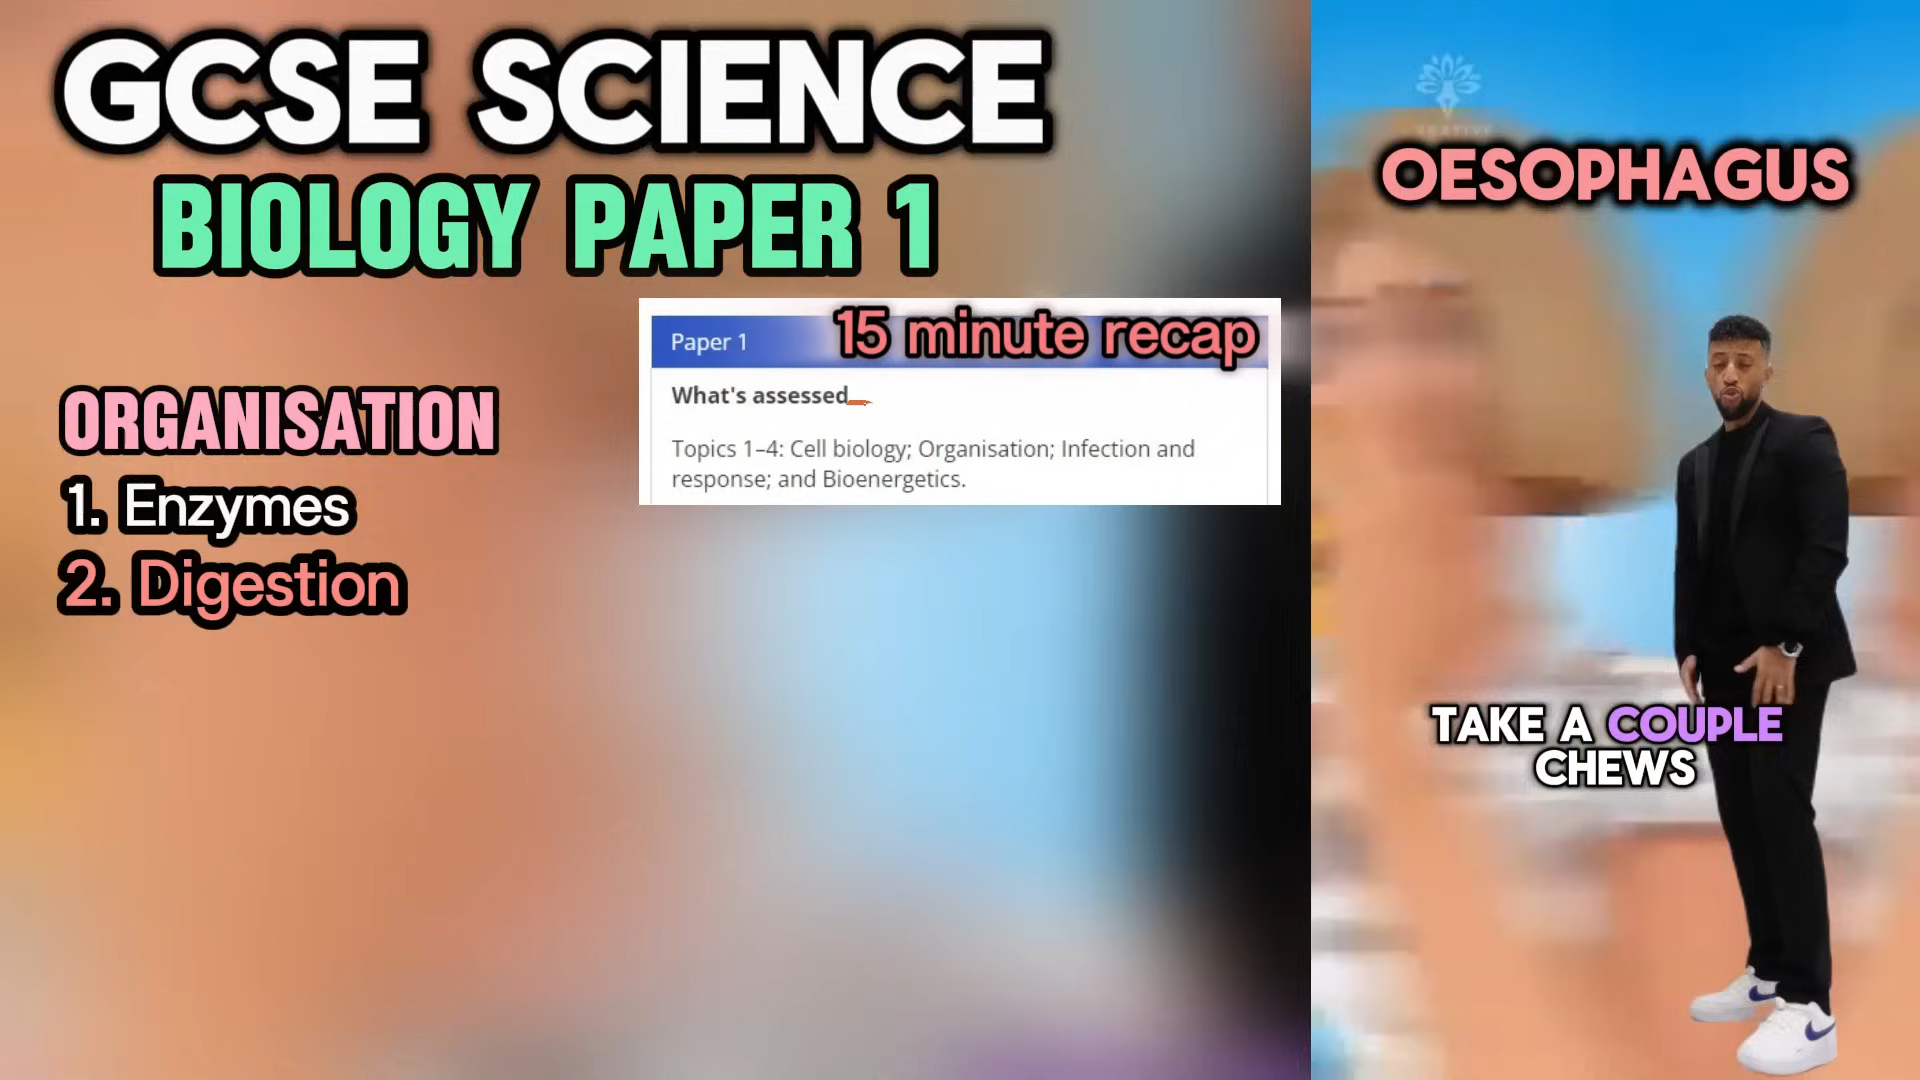 GCSE SCIENCE
BIOLOGY PAPER 1
15 minute recap
Paper 1
What's assessed
Topics 1–4: Cell biology; Organisation; Infection and
response; and Bioenergetics.
ORGANISATION
1. Enzymes
2. Digestion
OESOPHAGUS
TAKE A COUPLE
CHEWS